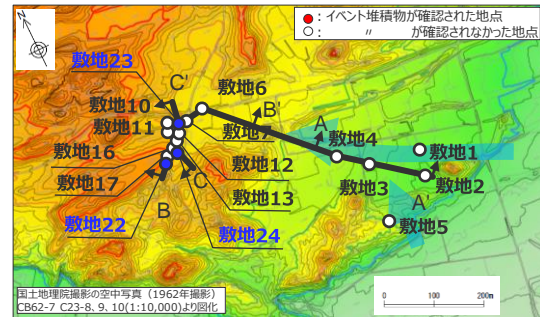 ●：イベント堆積物が確認された地点
○：　〃　が確認されなかった地点
N
敷地23
C'
敷地6
敷地10
B'
敷地11
敷地7
A
敷地4
敷地16
敷地12
敷地1
敷地17
敷地3
敷地2
C
敷地13
A'
B
敷地22
敷地24
敷地5
国土地理院撮影の空中写真（1962年撮影）
CB62-7 C23-8、9、10(1:10,000)より図化
0 100 200m